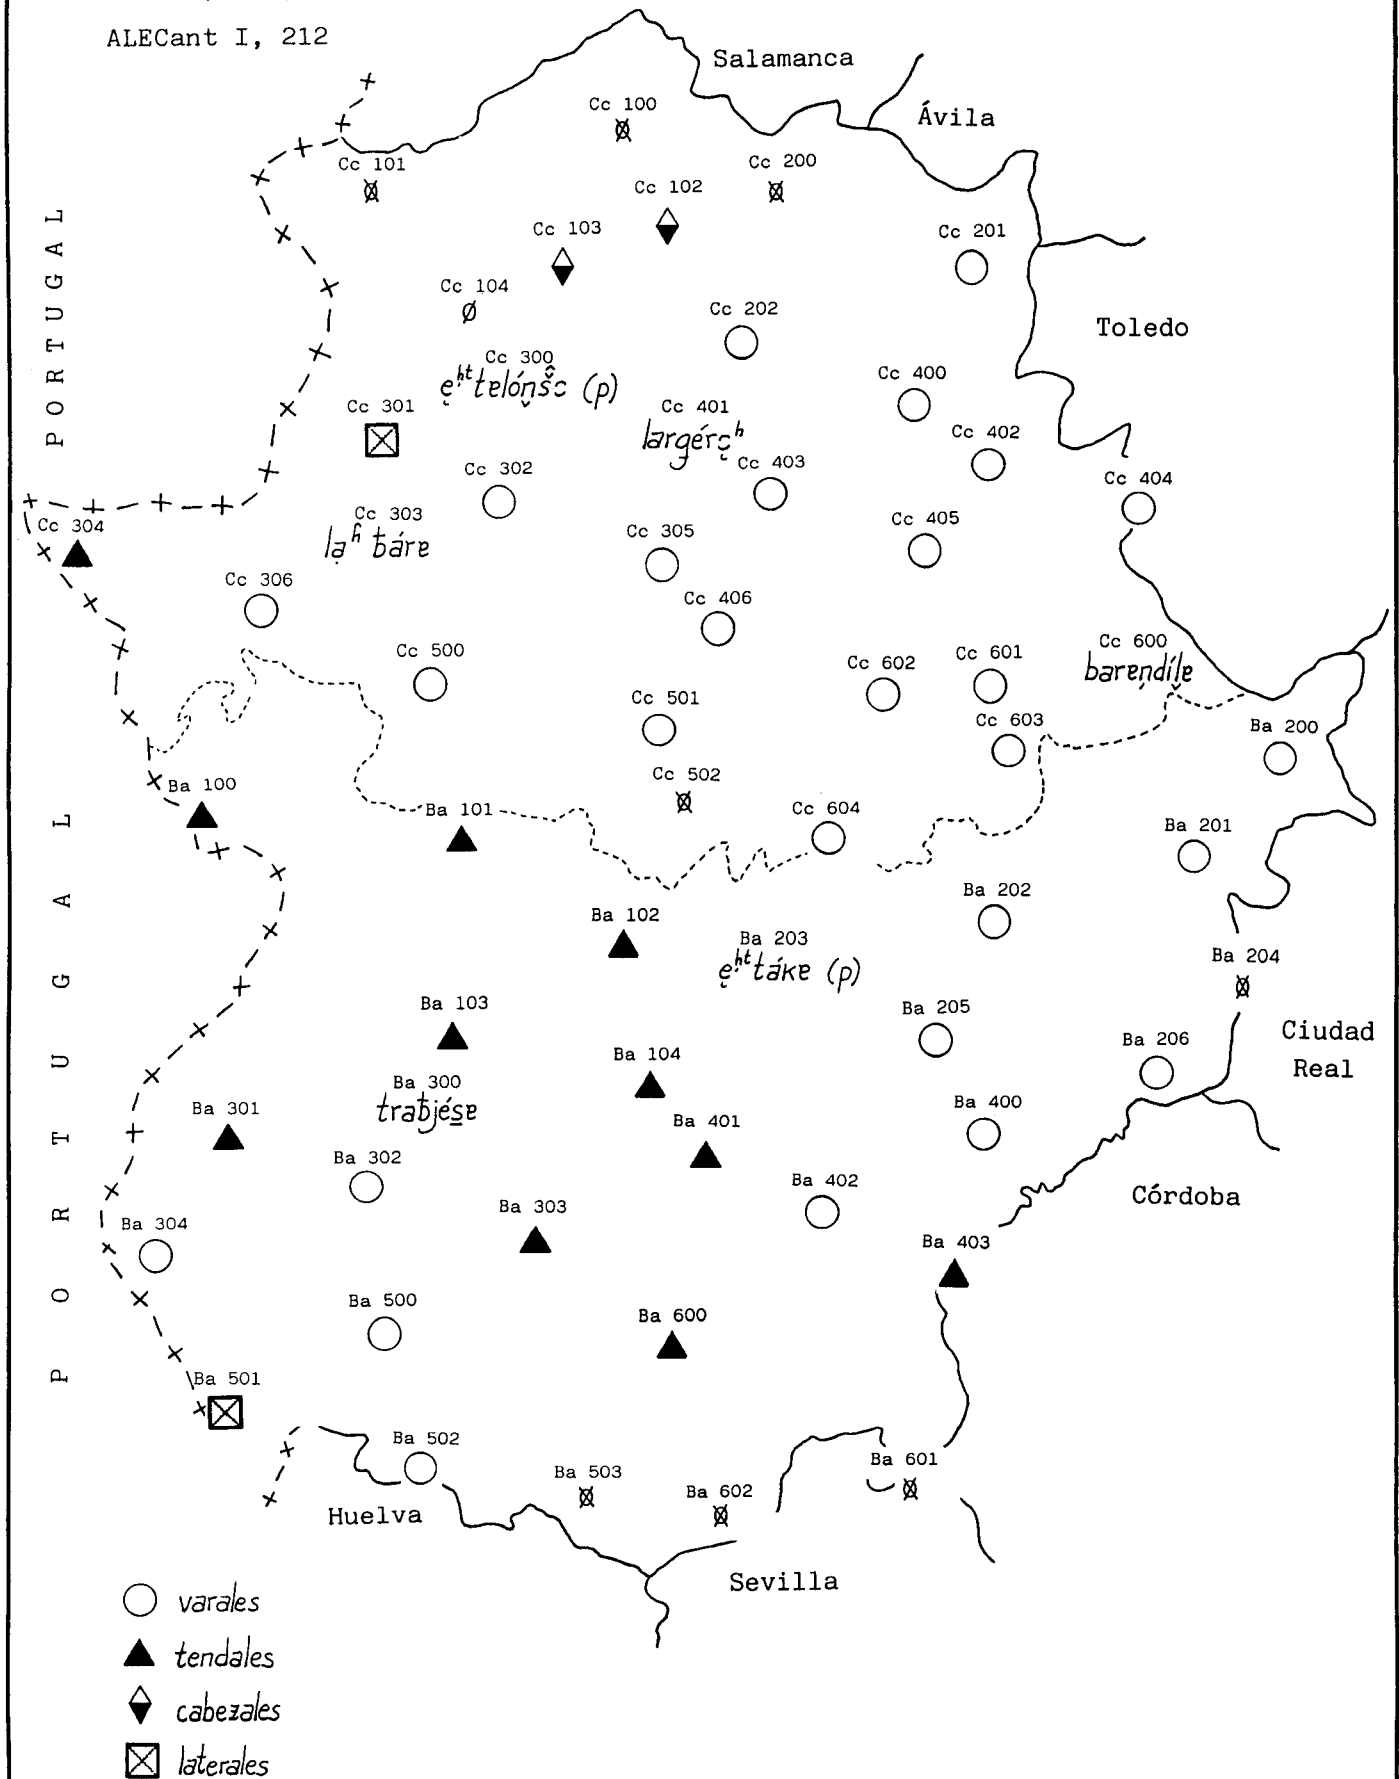 ALECant I, 212
Salamanca
Cc 100
Ávila
Cc 101
Cc 200
Cc 102
PORTUGAL
Cc 103
Cc 201
Cc 104
Cc 202
Toledo
Cc 300
Cc 400
Cc 301
Cc 401
Cc 402
Cc 302
Cc 403
Cc 404
Cc 303
Cc 304
Cc 405
Cc 305
Cc 306
Cc 406
Cc 600
Cc 500
Cc 602
Cc 601
Cc 501
Cc 603
Ba 200
Cc 502
Ba 100
Ba 101
Cc 604
PORTUGAL
Ba 201
Ba 202
Ba 102
Ba 203
Ba 204
Ba 103
Ba 205
Ciudad
Real
Ba 104
Ba 206
Ba 300
Ba 301
Ba 401
Ba 400
Ba 302
Ba 402
Córdoba
Ba 303
Ba 304
Ba 403
Ba 500
Ba 600
Ba 501
Ba 502
Ba 601
Ba 503
Ba 602
Huelva
Sevilla
varales
tendales
cabezales
laterales